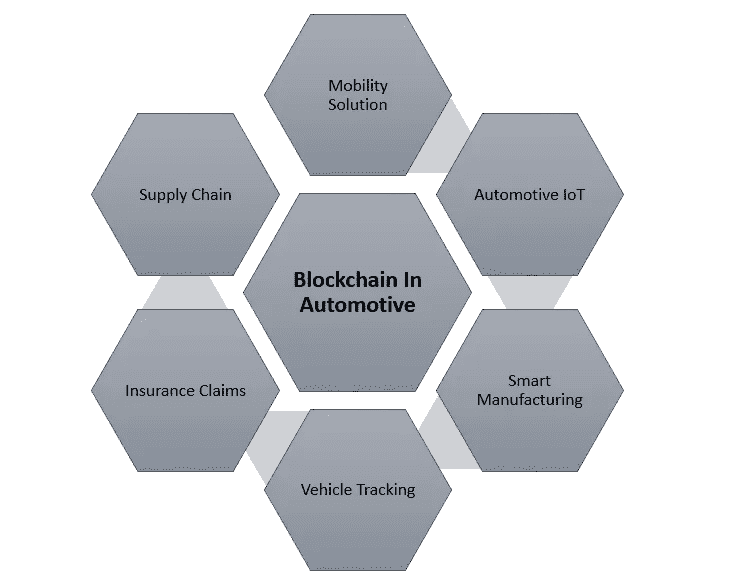 Mobility
Solution
Supply Chain
Automotive IoT
Blockchain In
Automotive
Insurance Claims
Smart
Manufacturing
Vehicle Tracking